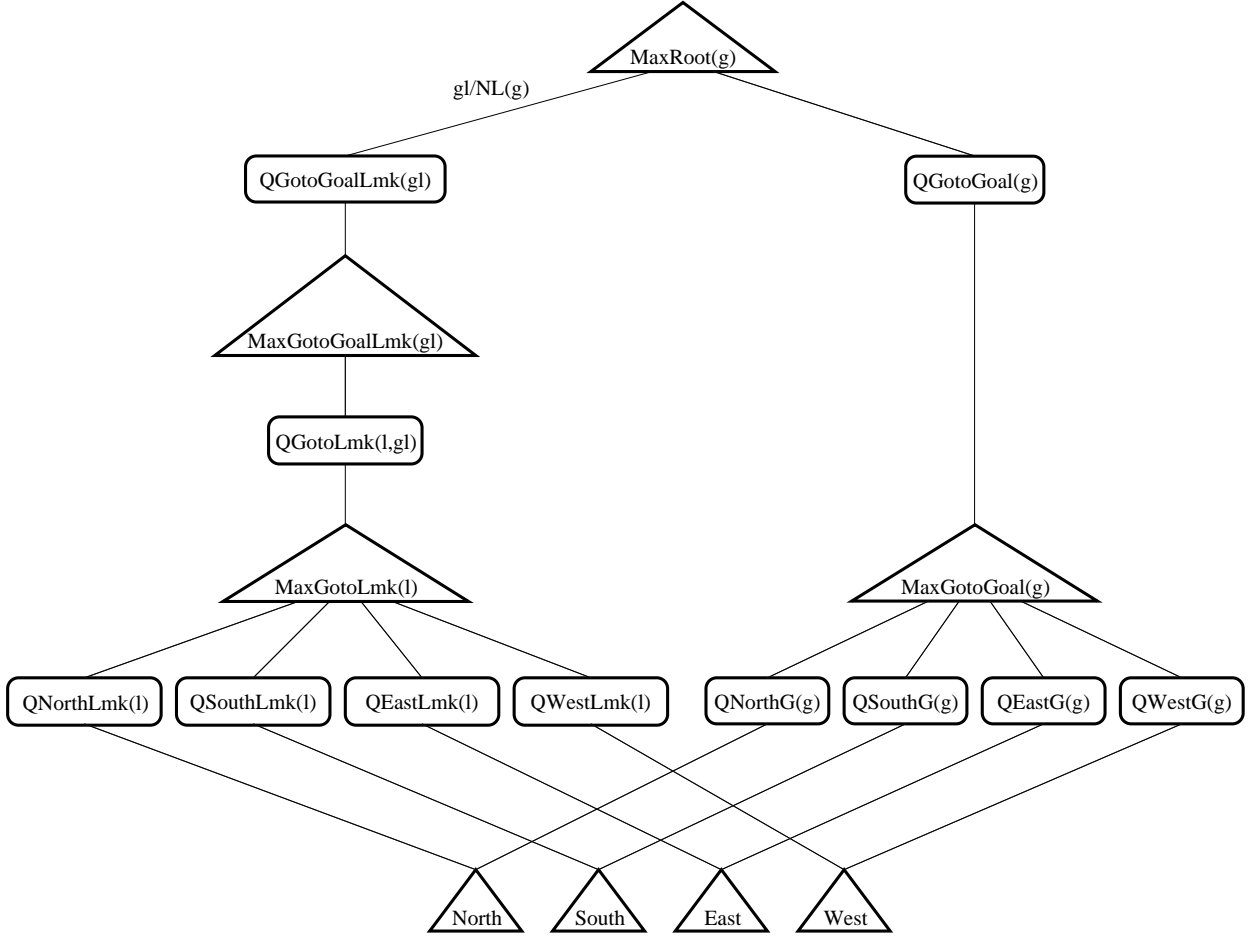 MaxRoot(g)
gl/NL(g)
QGotoGoalLmk(gl)
QGotoGoal(g)
MaxGotoGoalLmk(gl)
QGotoLmk(l,gl)
MaxGotoLmk(l)
MaxGotoGoal(g)
QNorthLmk(l)
QSouthLmk(l)
QEastLmk(l)
QWestLmk(l)
QNorthG(g)
QSouthG(g)
QEastG(g)
QWestG(g)
North
South
East
West